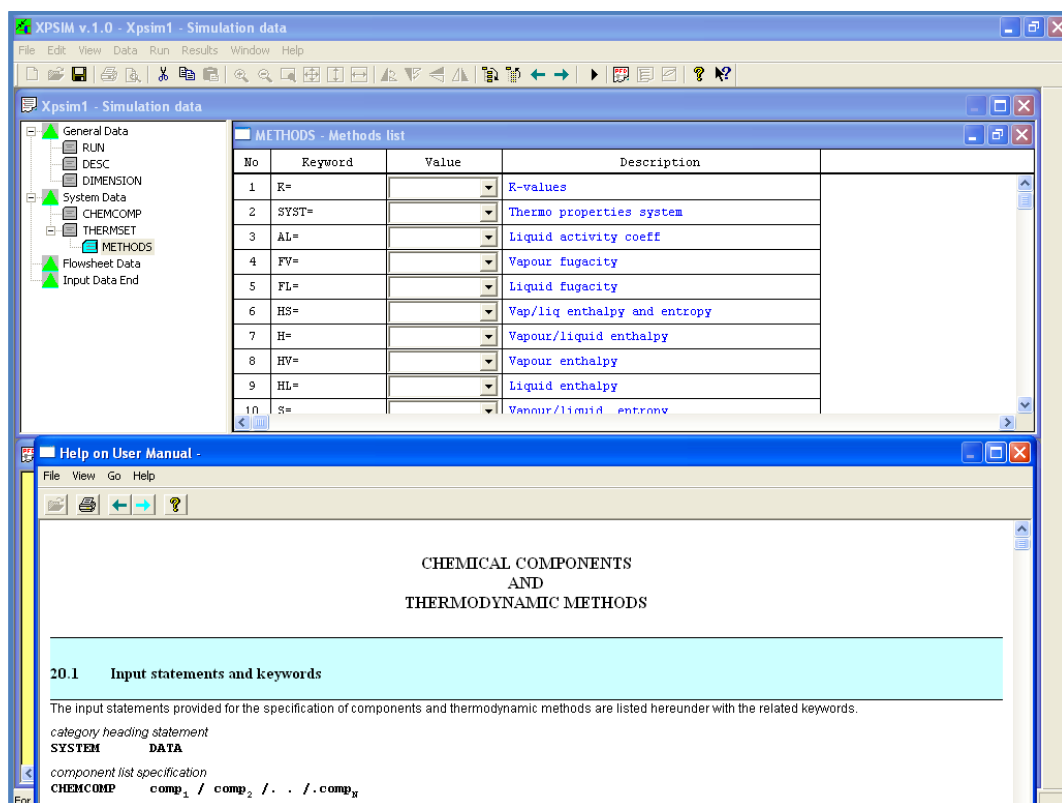 XPSIM v.1.0 - Xpsim1 - Simulation data
File Edit View Data Run Results Window Help
Xpsim1 - Simulation data
General Data
RUN
DESC
DIMENSION
System Data
CHEMCOMP
THERMSET
METHODS
Flowsheet Data
Input Data End
METHODS - Methods list
No Keyword Value Description
1 K= K-values
2 SYST= Thermo properties system
3 AL= Liquid activity coeff
4 FV= Vapour fugacity
5 FL= Liquid fugacity
6 HS= Vap/liq enthalpy and entropy
7 H= Vapour/liquid enthalpy
8 HV= Vapour enthalpy
9 HL= Liquid enthalpy
10 S= Vapour/liquid entropy
Help on User Manual -
File View Go Help
CHEMICAL COMPONENTS
AND
THERMODYNAMIC METHODS
20.1 Input statements and keywords
The input statements provided for the specification of components and thermodynamic methods are listed hereunder with the related keywords.
category heading statement
SYSTEM DATA
component list specification
CHEMCOMP comp1 / comp2 /. . /.compN
For